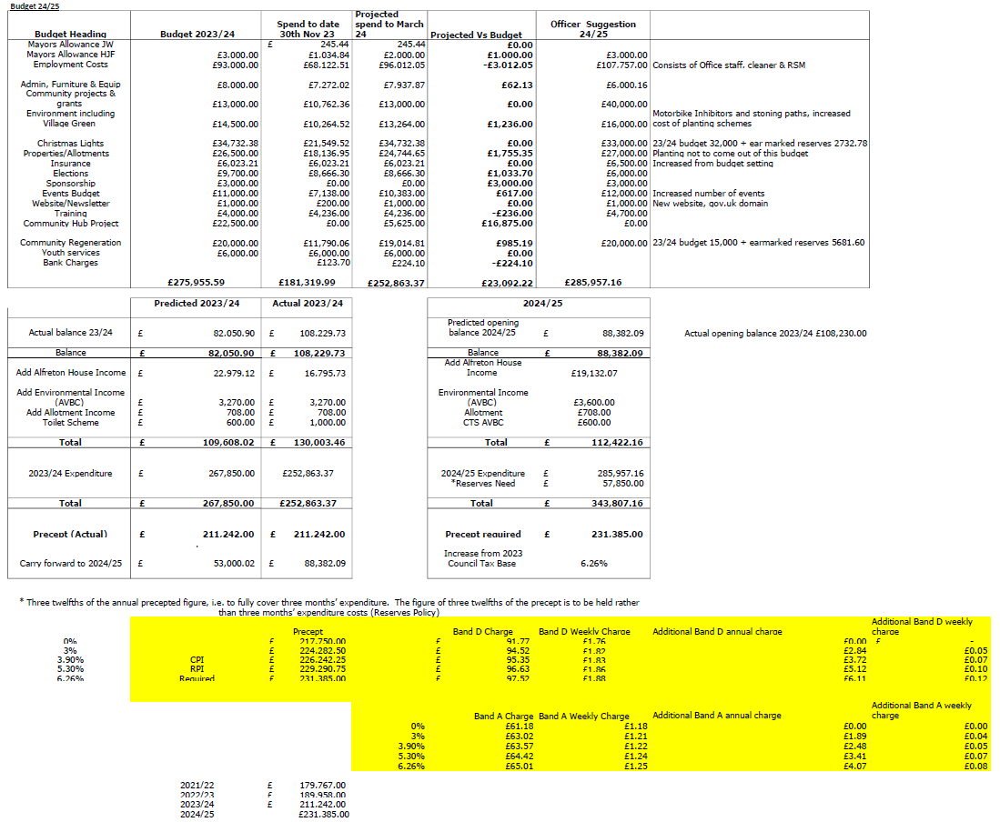 Budget 24/25
Budget Heading Budget 2023/24 Spend to date 30th Nov 23 Projected spend to March 24 Projected Vs Budget Officer Suggestion 24/25
Mayors Allowance JW £ 245.44 245.44 £0.00
Mayors Allowance HJF £3,000.00 £1,034.84 £2,000.00 £1,000.00 £3,000.00
Employment Costs £93,000.00 £68,122.51 £96,012.05 -£3,012.05 £107,757.00 Consists of Office staff, cleaner & RSM
Admin, Furniture & Equip £8,000.00 £7,272.02 £7,937.87 £62.13 £6,000.16
Community projects & grants £13,000.00 £10,762.36 £13,000.00 £0.00 £40,000.00
Environment including Village Green £14,500.00 £10,264.52 £13,264.00 £1,236.00 £16,000.00 Motorbike Inhibitors and stoning paths, increased cost of planting schemes
Christmas Lights £34,732.38 £21,549.52 £34,732.38 £0.00 £33,000.00 23/24 budget 32,000 + ear marked reserves 2732.78
Properties/Allotments £26,500.00 £18,136.95 £24,744.65 £1,755.35 £27,000.00 Planting not to come out of this budget
Insurance £6,023.21 £6,023.21 £6,023.21 £0.00 £6,500.00 Increased from budget setting
Elections £9,700.00 £8,666.30 £8,666.30 £1,033.70 £6,000.00
Sponsorship £3,000.00 £0.00 £0.00 £3,000.00 £3,000.00
Events Budget £11,000.00 £7,138.00 £10,383.00 £617.00 £12,000.00 Increased number of events
Website/Newsletter £1,000.00 £200.00 £1,000.00 £0.00 £1,000.00 New website, gov.uk domain
Training £4,000.00 £4,236.00 £4,236.00 -£236.00 £4,700.00
Community Hub Project £22,500.00 £0.00 £5,625.00 £16,875.00 £0.00
Community Regeneration £20,000.00 £11,790.06 £19,014.81 £985.19 £20,000.00 23/24 budget 15,000 + earmarked reserves 5681.60
Youth services £6,000.00 £6,000.00 £6,000.00 £0.00
Bank Charges £123.70 £224.10 -£224.10
£275,955.59 £181,319.99 £252,863.37 £23,092.22 £285,957.16
Predicted 2023/24 Actual 2023/24 2024/25
Actual balance 23/24 £ 82,050.90 £ 108,229.73 Predicted opening balance 2024/25 £ 88,382.09 Actual opening balance 2023/24 £108,230.00
Balance £ 82,050.90 £ 108,229.73 Balance £ 88,382.09
Add Alfreton House Income £ 22,979.12 £ 16,795.73 Add Alfreton House Income £19,132.07
Add Environmental Income (AVBC) £ 3,270.00 £ 3,270.00 Environmental Income (AVBC) £3,600.00
Add Allotment Income £ 708.00 £ 708.00 Allotment £708.00
Toilet Scheme £ 600.00 £ 1,000.00 CTS AVBC £600.00
Total £ 109,608.02 £ 130,003.46 Total £ 112,422.16
2023/24 Expenditure £ 267,850.00 £252,863.37 2024/25 Expenditure £ 285,957.16
*Reserves Need £ 57,850.00
Total £ 267,850.00 £252,863.37 Total £ 343,807.16
Precept (Actual) £ 211,242.00 £ 211,242.00 Precept required £ 231,385.00
Carry forward to 2024/25 £ 53,000.02 £ 88,382.09 Increase from 2023 Council Tax Base 6.26%
* Three twelfths of the annual precepted figure, i.e. to fully cover three months' expenditure. The figure of three twelfths of the precept is to be held rather
than three months' expenditure costs (Reserves Policy)
Precept Band D Charge Band D Weekly Charge Additional Band D annual charge Additional Band D weekly charge
0% £ 217,750.00 £ 91.77 £1.76 £0.00 £ -
3% £ 224,282.50 £ 94.52 £1.82 £2.84 £0.05
3.90% CPI £ 226,242.25 £ 95.35 £1.83 £3.72 £0.07
5.30% RPI £ 229,290.75 £ 96.63 £1.86 £5.12 £0.10
6.26% Required £ 231,385.00 £ 97.52 £1.88 £6.11 £0.12
Band A Charge Band A Weekly Charge Additional Band A annual charge Additional Band A weekly charge
0% £61.18 £1.18 £0.00 £0.00
3% £63.02 £1.21 £1.89 £0.04
3.90% £63.57 £1.22 £2.48 £0.05
5.30% £64.42 £1.24 £3.41 £0.07
6.26% £65.01 £1.25 £4.07 £0.08
2021/22 £ 179,767.00
2022/23 £ 189,958.00
2023/24 £ 211,242.00
2024/25 £231,385.00